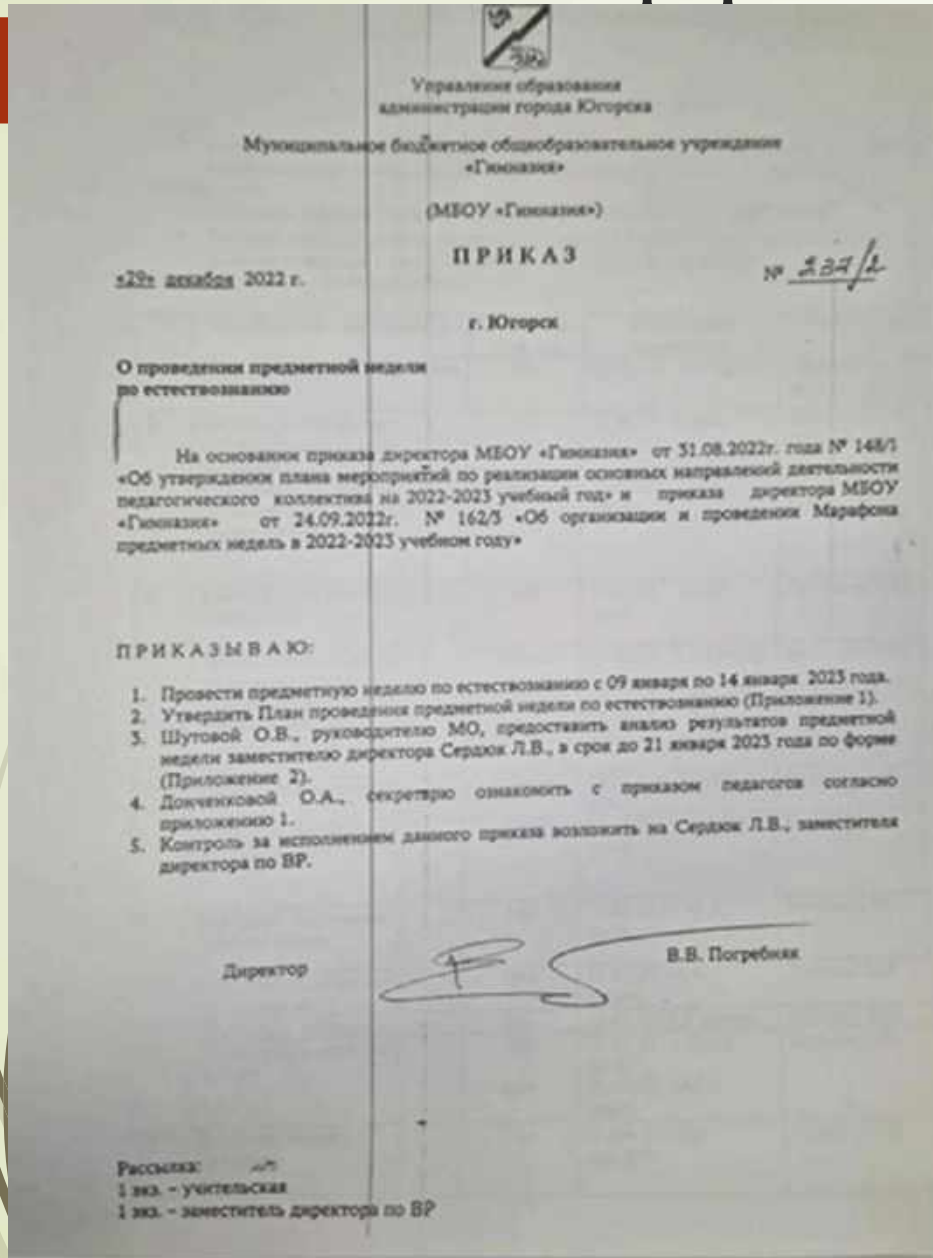 Управление образования
администрации города Югорска
Муниципальное бюджетное общеобразовательное учреждение
«Гимназия»
(МБОУ «Гимназия»)
ПРИКАЗ
«29» декабря 2022 г.
№ 237/2
г. Югорск
О проведении предметной недели
по естествознанию
На основании приказа директора МБОУ «Гимназия» от 31.08.2022г. года № 148/3
«Об утверждении плана мероприятий по реализации основных направлений деятельности
педагогического коллектива на 2022-2023 учебный год» и приказа директора МБОУ
«Гимназия» от 24.09.2022г. № 162/3 «Об организации и проведении Марафона
предметных недель в 2022-2023 учебном году»
ПРИКАЗЫВАЮ:
1. Провести предметную неделю по естествознанию с 09 января по 14 января 2023 года.
2. Утвердить План проведения предметной недели по естествознанию (Приложение 1).
3. Шутовой О.В., руководителю МО, предоставить анализ результатов предметной
недели заместителю директора Сердюк Л.В., в срок до 21 января 2023 года по форме
(Приложение 2).
4. Донченковой О.А., секретарю ознакомить с приказом педагогов согласно
приложению 1.
5. Контроль за исполнением данного приказа возложить на Сердюк Л.В., заместителя
директора по ВР.
Директор
В.В. Погребняк
Рассылка:
1 экз. – учительская
1 экз. – заместитель директора по ВР